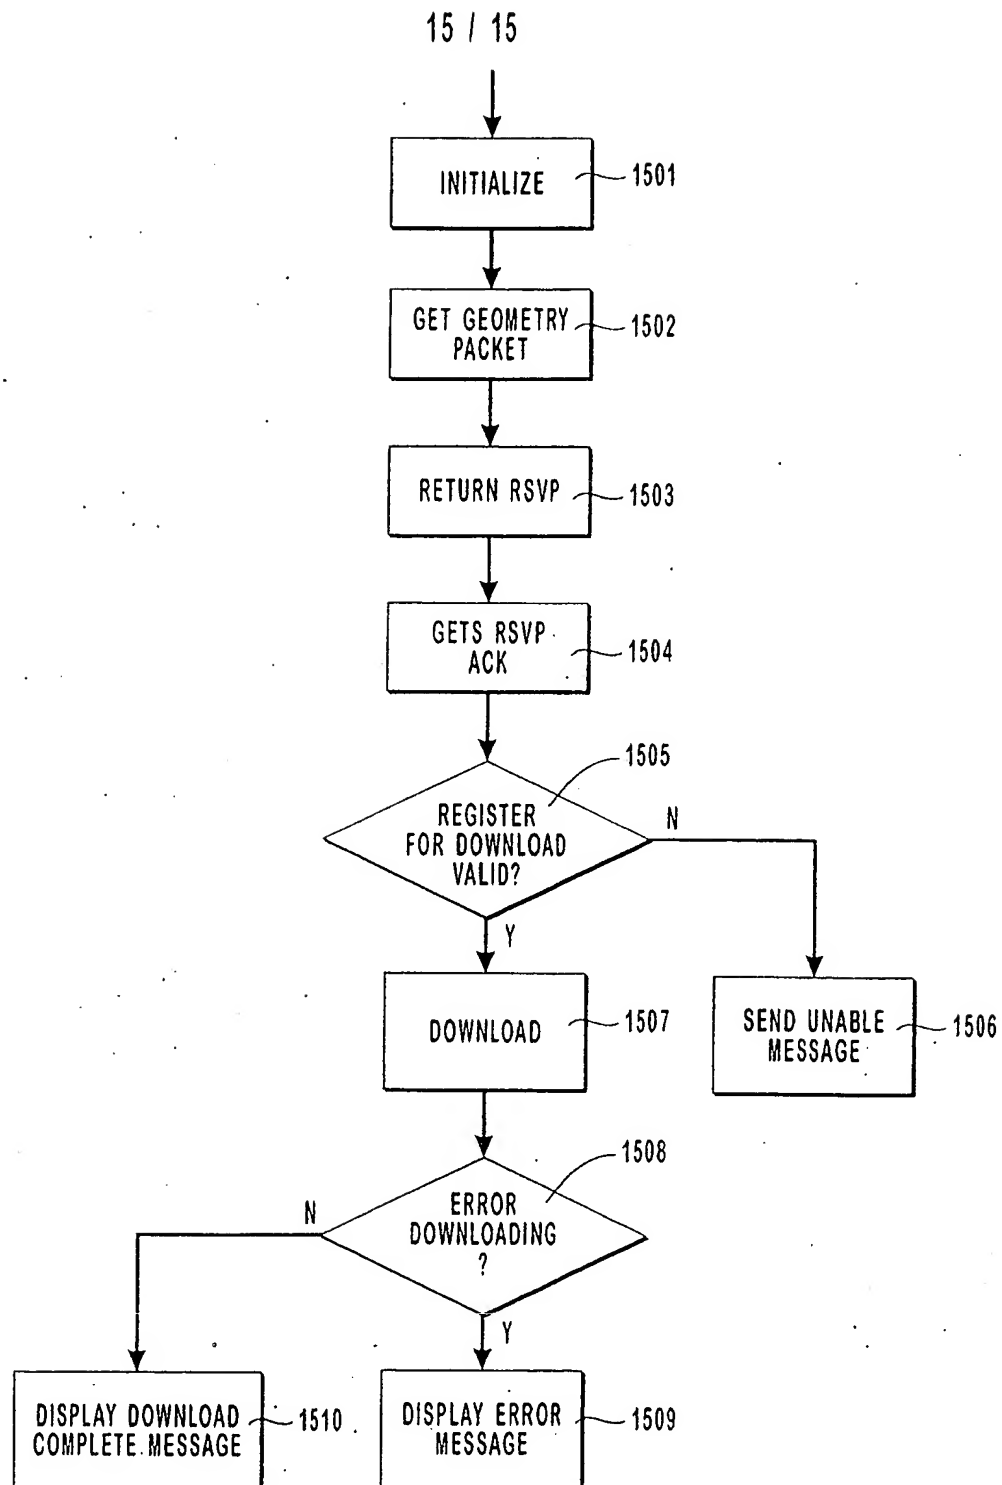 15 / 15
INITIALIZE
1501
GET GEOMETRY
PACKET
1502
RETURN RSVP
1503
GETS RSVP
ACK
1504
1505
REGISTER
FOR DOWNLOAD
VALID?
N
Y
DOWNLOAD
1507
SEND UNABLE
MESSAGE
1506
1508
ERROR
DOWNLOADING
?
N
Y
DISPLAY DOWNLOAD
COMPLETE MESSAGE
1510
DISPLAY ERROR
MESSAGE
1509